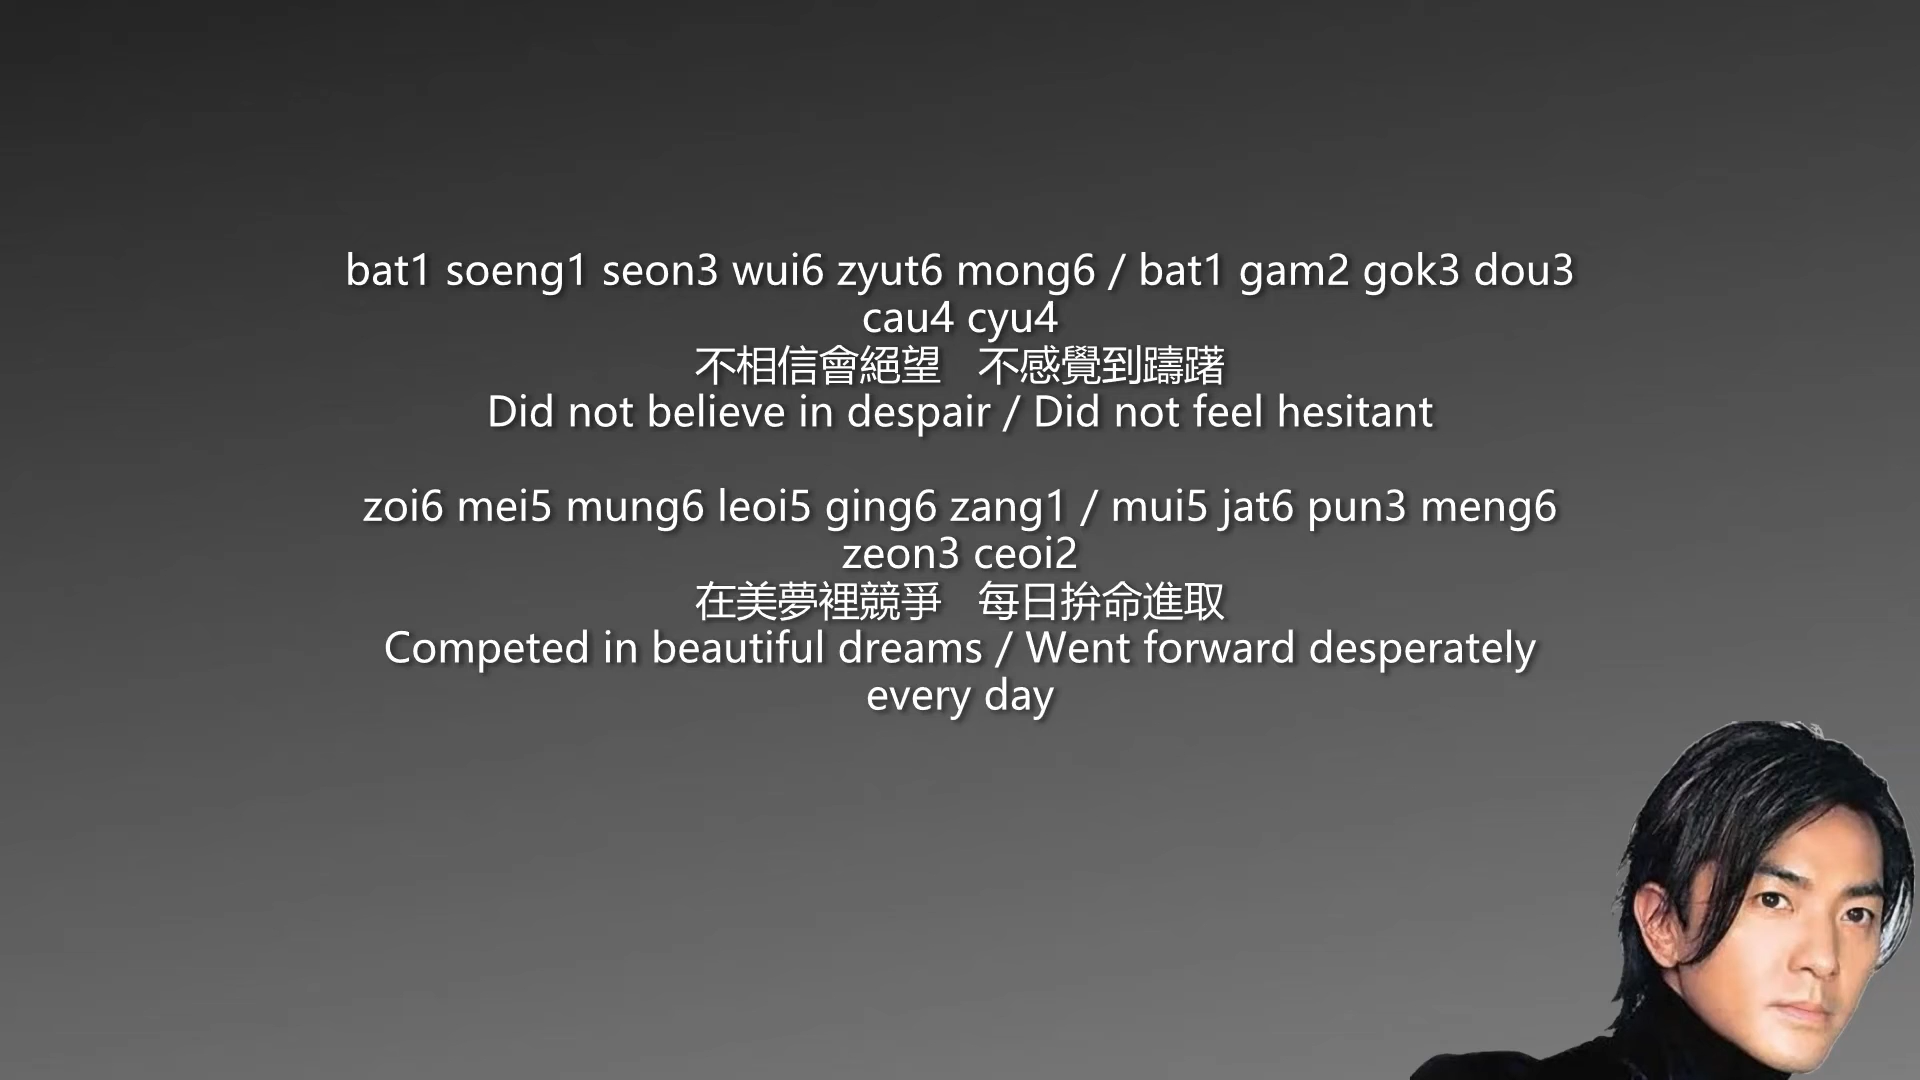 bat1 soeng1 seon3 wui6 zyut6 mong6 / bat1 gam2 gok3 dou3
cau4 cyu4
不相信會絕望　不感覺到躊躇
Did not believe in despair / Did not feel hesitant
zoi6 mei5 mung6 leoi5 ging6 zang1 / mui5 jat6 pun3 meng6
zeon3 ceoi2
在美夢裡競爭　每日拚命進取
Competed in beautiful dreams / Went forward desperately
every day